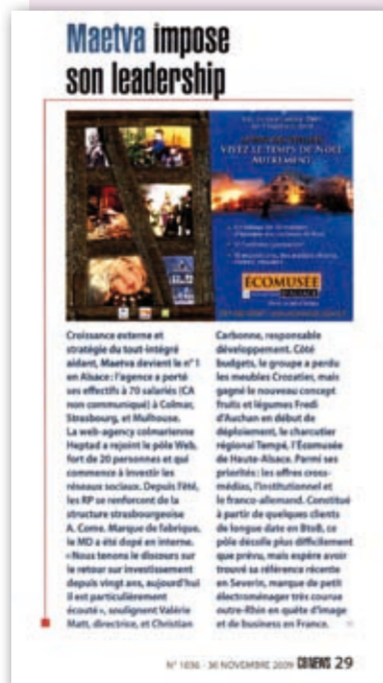 Maetva impose
son leadership
VIVEZ LE TEMPS DE NOËL
AUTREMENT
ECOMUSÉE
D'ALSACE
Croissance externe et
stratégie du tout-intégré
aidant, Maetva devient le n° 1
en Alsace : l'agence a porté
ses effectifs à 70 salariés (CA
non communiqué) à Colmar,
Strasbourg, et Mulhouse.
La web-agency colmarienne
Heptad a rejoint le pôle Web,
fort de 20 personnes et qui
commence à investir les
réseaux sociaux. Depuis l'été,
les RP se renforcent de la
structure strasbourgeoise
A. Come. Marque de fabrique,
le MD a été dopé en interne.
« Nous tenons le discours sur
le retour sur investissement
depuis vingt ans, aujourd'hui
il est particulièrement
écouté », soulignent Valérie
Matt, directrice, et Christian
Carbonne, responsable
développement. Côté
budgets, le groupe a perdu
les meubles Crozatier, mais
gagné le nouveau concept
fruits et légumes Fredi
d'Auchan en début de
déploiement, le charcutier
régional Tempé, l'Ecomusée
de Haute-Alsace. Parmi ses
priorités : les offres cross-
médias, l'institutionnel et
le franco-allemand. Constitué
à partir de quelques clients
de longue date en BtoB, ce
pôle décolle plus difficilement
que prévu, mais espère avoir
trouvé sa référence récente
en Severin, marque de petit
électroménager très courue
outre-Rhin en quête d'image
et de business en France.
N° 1036 - 30 NOVEMBRE 2009 CB NEWS 29